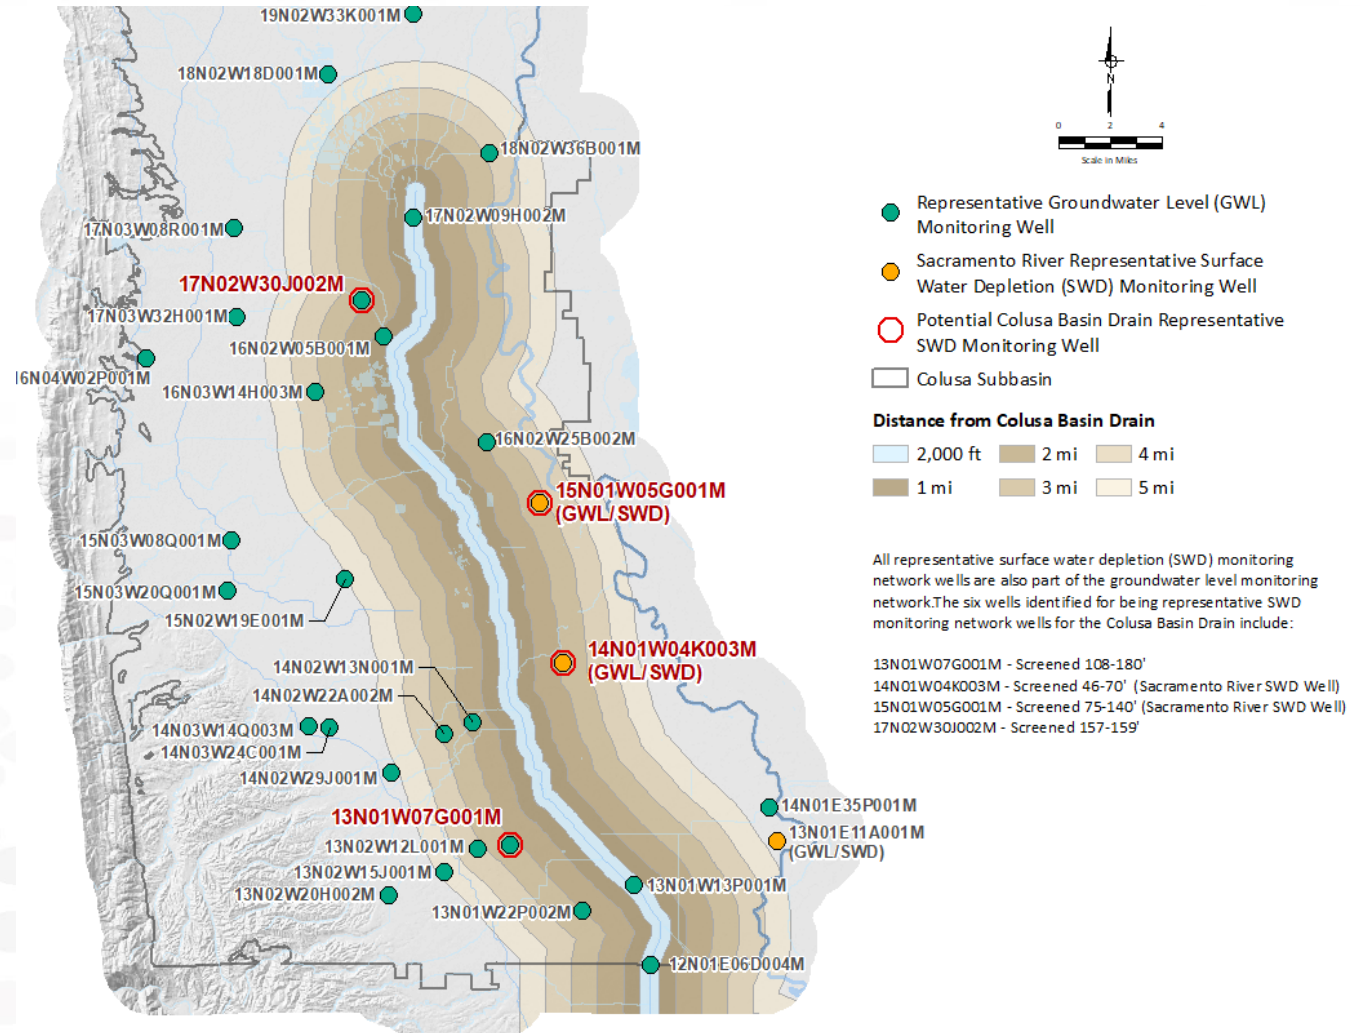 19N02W33K001M
18N02W18D001M
18N02W36B001M
17N02W09H002M
17N03W08R001M
17N02W30J002M
17N03W32H001M
16N02W05B001M
16N04W02P001M
16N03W14H003M
16N02W25B002M
15N01W05G001M
(GWL/SWD)
15N03W08Q001M
15N03W20Q001M
15N02W19E001M
14N01W04K003M
(GWL/SWD)
14N02W13N001M
14N02W22A002M
14N03W14Q003M
14N03W24C001M
14N02W29J001M
13N01W07G001M
14N01E35P001M
13N01E11A001M
(GWL/SWD)
13N02W12L001M
13N02W15J001M
13N02W20H002M
13N01W13P001M
13N01W22P002M
12N01E06D004M
N
0 2 4
Scale in Miles
Representative Groundwater Level (GWL)
Monitoring Well
Sacramento River Representative Surface
Water Depletion (SWD) Monitoring Well
Potential Colusa Basin Drain Representative
SWD Monitoring Well
Colusa Subbasin
Distance from Colusa Basin Drain
2,000 ft 2 mi 4 mi
1 mi 3 mi 5 mi
All representative surface water depletion (SWD) monitoring
network wells are also part of the groundwater level monitoring
network.The six wells identified for being representative SWD
monitoring network wells for the Colusa Basin Drain include:
13N01W07G001M - Screened 108-180'
14N01W04K003M - Screened 46-70' (Sacramento River SWD Well)
15N01W05G001M - Screened 75-140' (Sacramento River SWD Well)
17N02W30J002M - Screened 157-159'